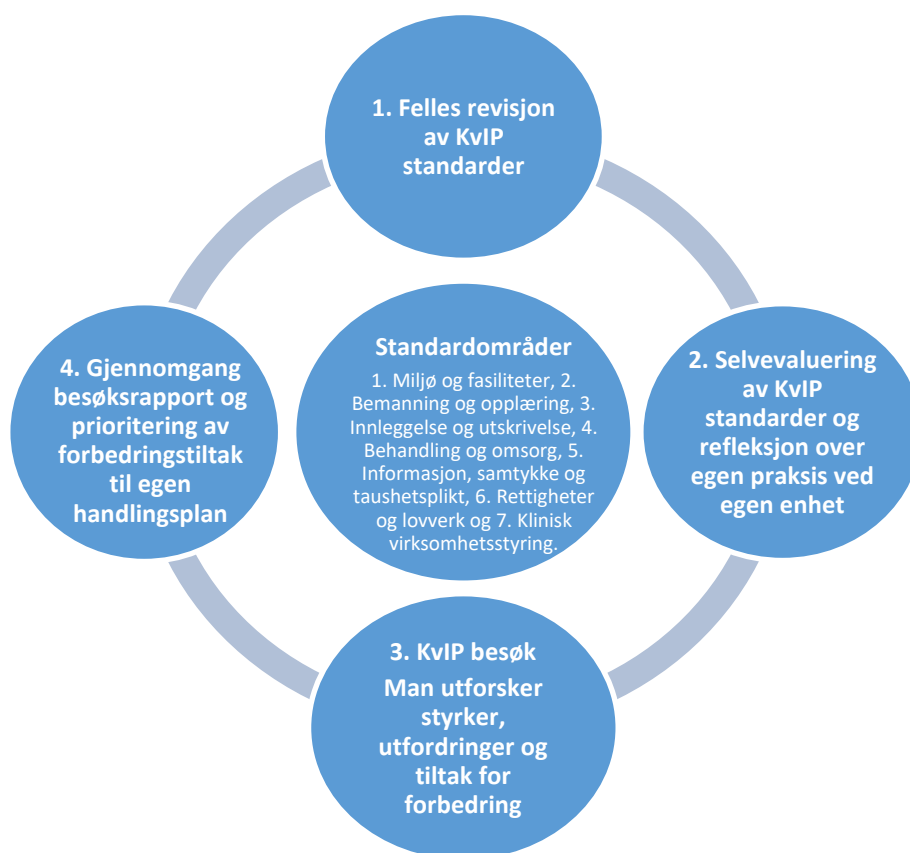 1. Felles revisjon
av KvIP
standarder
4. Gjennomgang
besøksrapport og
prioritering av
forbedringstiltak
til egen
handlingsplan
Standardområder
1. Miljø og fasiliteter, 2.
Bemanning og opplæring, 3.
Innleggelse og utskrivelse, 4.
Behandling og omsorg, 5.
Informasjon, samtykke og
taushetsplikt, 6. Rettigheter
og lovverk og 7. Klinisk
virksomhetsstyring.
2. Selvevaluering
av KvIP
standarder og
refleksjon over
egen praksis ved
egen enhet
3. KvIP besøk
Man utforsker
styrker,
utfordringer og
tiltak for
forbedring